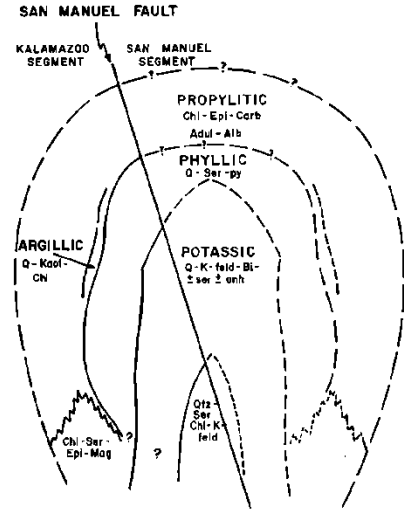 SAN MANUEL FAULT
KALAMAZOO
SEGMENT
SAN MANUEL
SEGMENT
? ? ?
PROPYLITIC
Chl-Epi-Carb
Adul-Alb
? ? ?
PHYLLIC
Q-Ser-py
ARGILLIC
Q-Kaol-
Chl
POTASSIC
Q-K-feld-Bi-
±ser ± anh
Qtz
Ser
Chl-K-
feld
Chl-Ser-
Epi-Mag
?
?